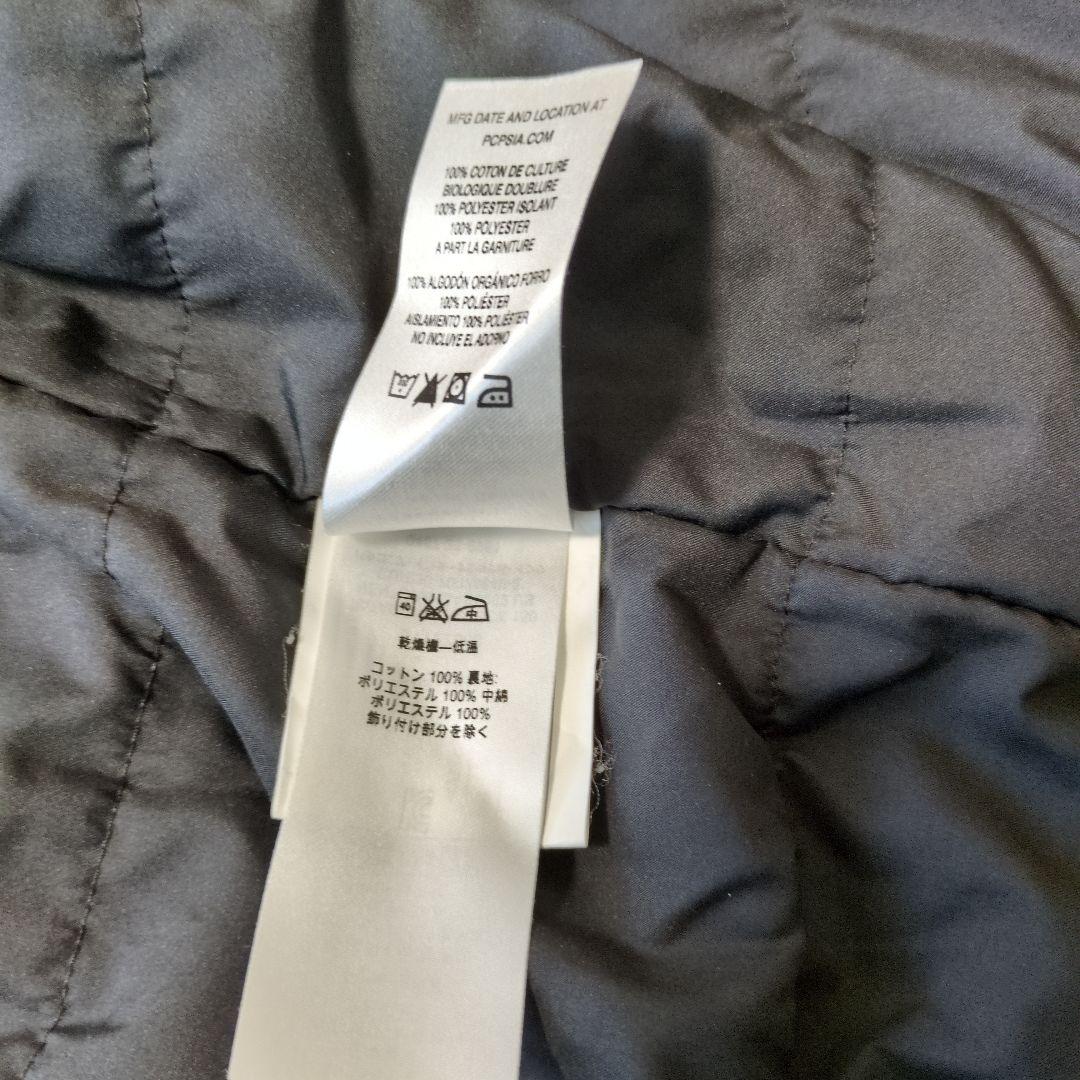 MFG DATE AND LOCATION AT
PCPSIA.COM
100% COTON DE CULTURE
BIOLOGIQUE DOUBLURE
100% POLYESTER ISOLANT
100% POLYESTER
A PART LA GARNITURE
100% ALGODÓN ORGÁNICO FORRO
100% POLIÉSTER
AISLAMIENTO 100% POLIÉSTER
NO INCLUYE EL ADORNO
40 中
乾燥機—低温
コットン 100% 裏地:
ポリエステル 100% 中綿
ポリエステル 100%
飾り付け部分を除く